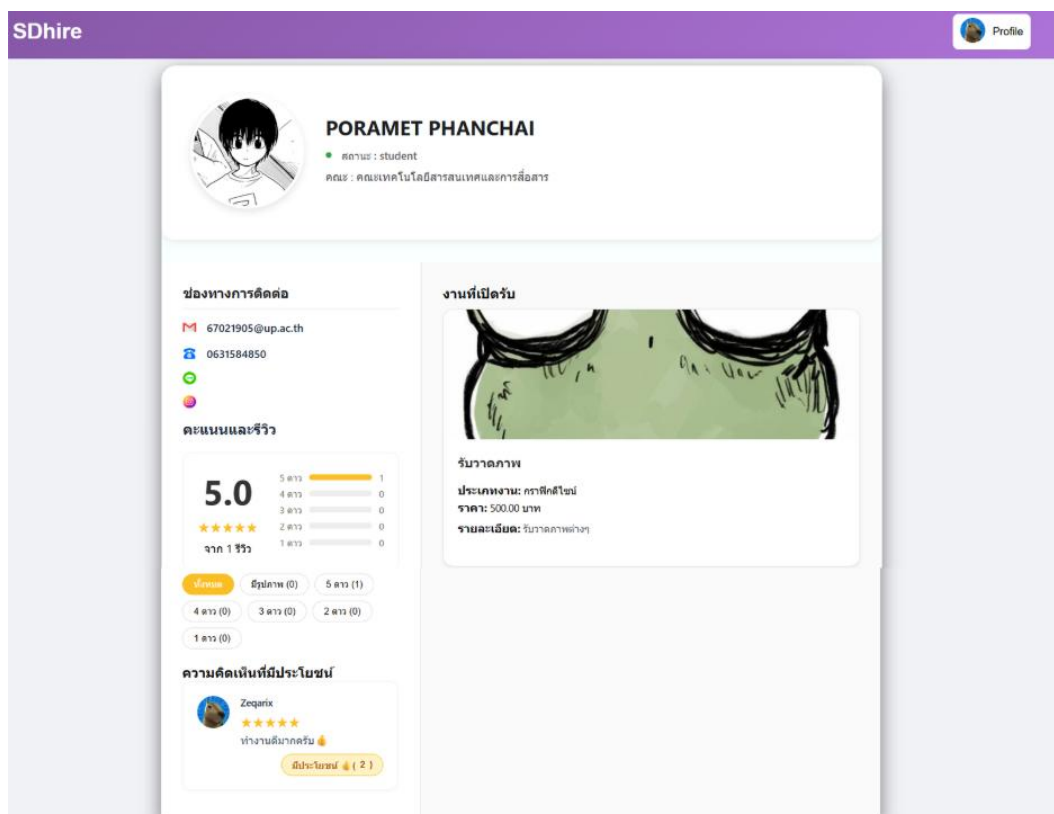 SDhire
Profile
PORAMET PHANCHAI
สถานะ : student
คณะ : คณะเทคโนโลยีสารสนเทศและการสื่อสาร
ช่องทางการติดต่อ
67021905@up.ac.th
0631584850
คะแนนและรีวิว
5.0
จาก 1 รีวิว
5 ดาว 1
4 ดาว 0
3 ดาว 0
2 ดาว 0
1 ดาว 0
ทั้งหมด มีรูปภาพ (0) 5 ดาว (1)
4 ดาว (0) 3 ดาว (0) 2 ดาว (0)
1 ดาว (0)
ความคิดเห็นที่มีประโยชน์
Zeqarix
ทำงานดีมากครับ👍
มีประโยชน์ 👍( 2 )
งานที่เปิดรับ
รับวาดภาพ
ประเภทงาน: กราฟิกดีไซน์
ราคา: 500.00 บาท
รายละเอียด: รับวาดภาพต่างๆ